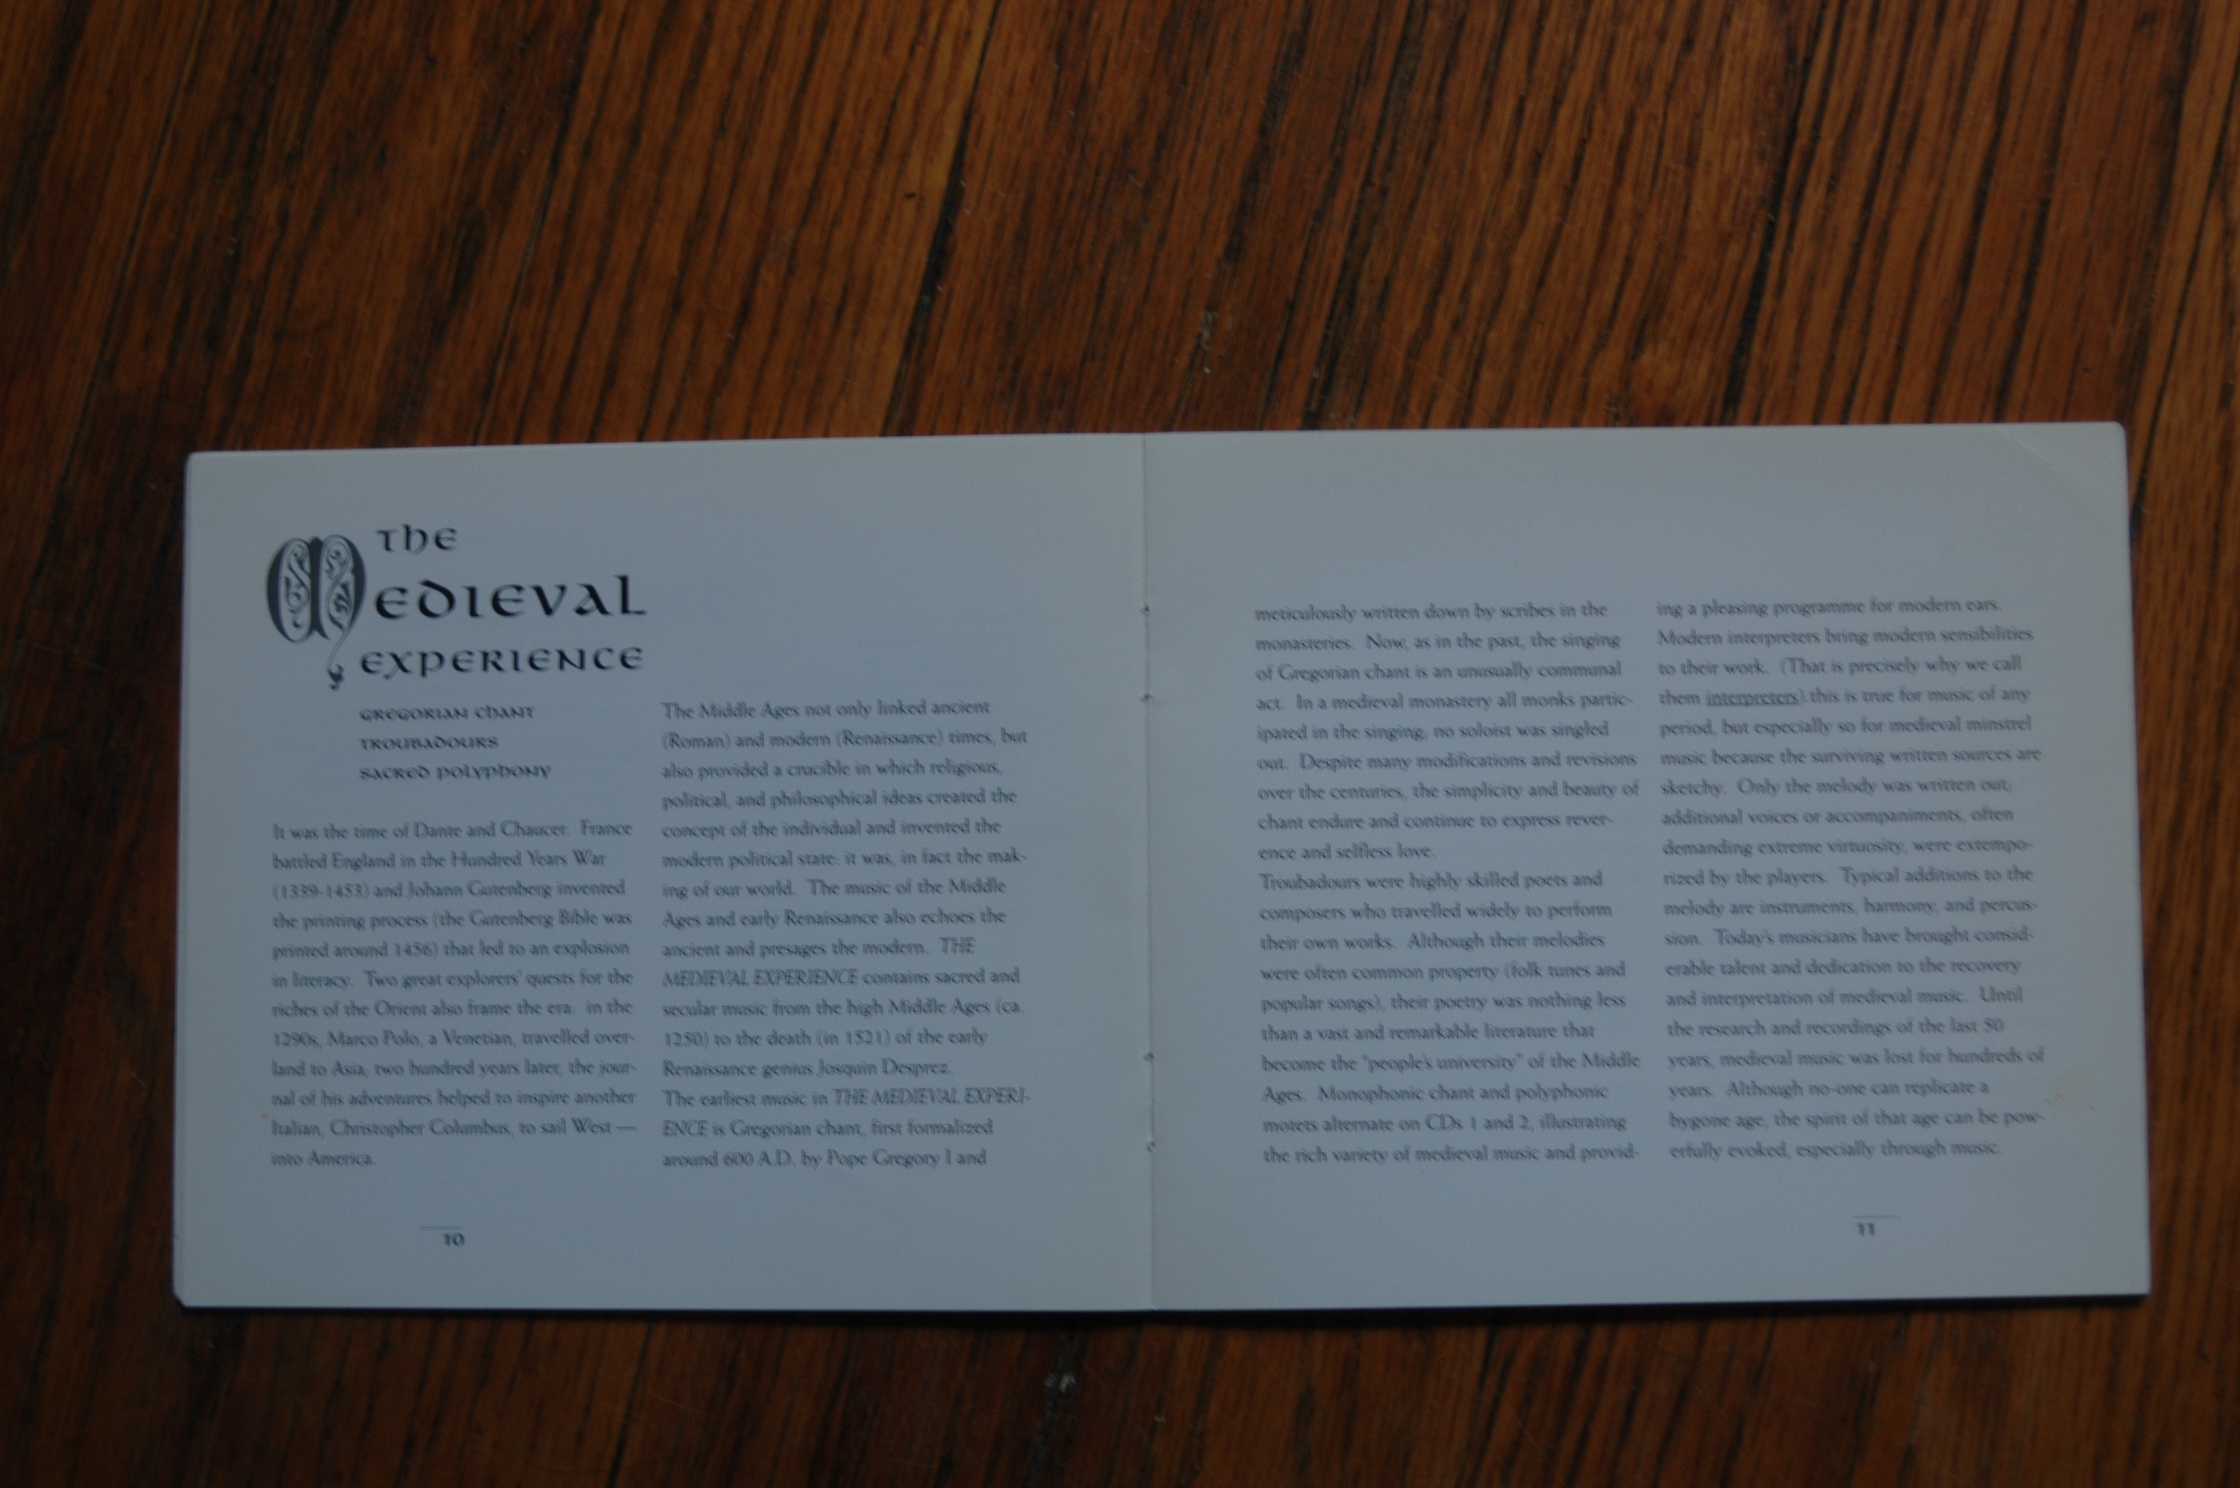 THE
MEDIEVAL
EXPERIENCE
GREGORIAN CHANT
TROUBADOURS
SACRED POLYPHONY
It was the time of Dante and Chaucer. France
battled England in the Hundred Years War
(1339-1453) and Johann Gutenberg invented
the printing process (the Gutenberg Bible was
printed around 1456) that led to an explosion
in literacy. Two great explorers' quests for the
riches of the Orient also frame the era: in the
1290s, Marco Polo, a Venetian, travelled over-
land to Asia; two hundred years later, the jour-
nal of his adventures helped to inspire another
Italian, Christopher Columbus, to sail West —
into America.
The Middle Ages not only linked ancient
(Roman) and modern (Renaissance) times, but
also provided a crucible in which religious,
political, and philosophical ideas created the
concept of the individual and invented the
modern political state: it was, in fact the mak-
ing of our world. The music of the Middle
Ages and early Renaissance also echoes the
ancient and presages the modern. THE
MEDIEVAL EXPERIENCE contains sacred and
secular music from the high Middle Ages (ca.
1250) to the death (in 1521) of the early
Renaissance genius Josquin Desprez.
The earliest music in THE MEDIEVAL EXPERI-
ENCE is Gregorian chant, first formalized
around 600 A.D. by Pope Gregory I and
10
meticulously written down by scribes in the
monasteries. Now, as in the past, the singing
of Gregorian chant is an unusually communal
act. In a medieval monastery all monks partic-
ipated in the singing; no soloist was singled
out. Despite many modifications and revisions
over the centuries, the simplicity and beauty of
chant endure and continue to express rever-
ence and selfless love.
Troubadours were highly skilled poets and
composers who travelled widely to perform
their own works. Although their melodies
were often common property (folk tunes and
popular songs), their poetry was nothing less
than a vast and remarkable literature that
become the "people's university" of the Middle
Ages. Monophonic chant and polyphonic
motets alternate on CDs 1 and 2, illustrating
the rich variety of medieval music and provid-
ing a pleasing programme for modern ears.
Modern interpreters bring modern sensibilities
to their work. (That is precisely why we call
them interpreters) this is true for music of any
period, but especially so for medieval minstrel
music because the surviving written sources are
sketchy. Only the melody was written out;
additional voices or accompaniments, often
demanding extreme virtuosity, were extempo-
rized by the players. Typical additions to the
melody are instruments, harmony, and percus-
sion. Today's musicians have brought consid-
erable talent and dedication to the recovery
and interpretation of medieval music. Until
the research and recordings of the last 50
years, medieval music was lost for hundreds of
years. Although no-one can replicate a
bygone age, the spirit of that age can be pow-
erfully evoked, especially through music.
11